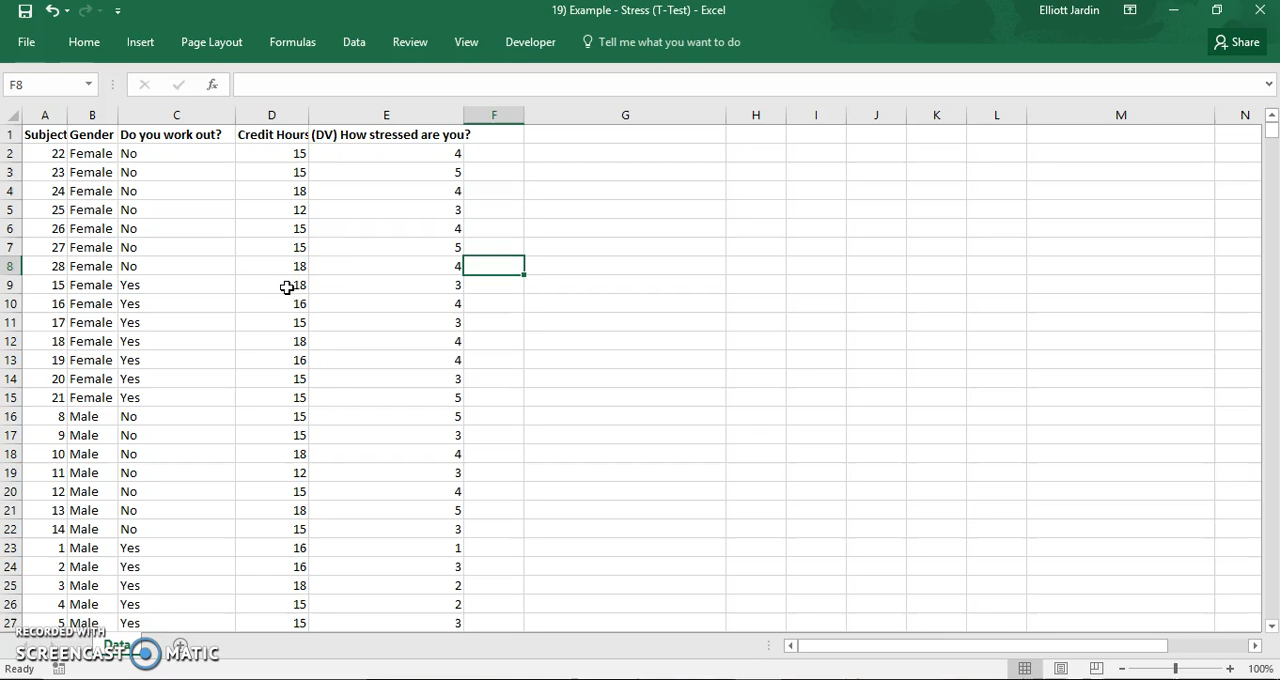 19) Example - Stress (T-Test) - Excel
Elliott Jardin
File Home Insert Page Layout Formulas Data Review View Developer Tell me what you want to do Share
F8 fx
A B C D E F G H I J K L M N
1 Subject Gender Do you work out? Credit Hours (DV) How stressed are you?
2 22 Female No 15 4
3 23 Female No 15 5
4 24 Female No 18 4
5 25 Female No 12 3
6 26 Female No 15 4
7 27 Female No 15 5
8 28 Female No 18 4
9 15 Female Yes 18 3
10 16 Female Yes 16 4
11 17 Female Yes 15 3
12 18 Female Yes 18 4
13 19 Female Yes 16 4
14 20 Female Yes 15 3
15 21 Female Yes 15 5
16 8 Male No 15 5
17 9 Male No 15 3
18 10 Male No 18 4
19 11 Male No 12 3
20 12 Male No 15 4
21 13 Male No 18 5
22 14 Male No 15 3
23 1 Male Yes 16 1
24 2 Male Yes 16 3
25 3 Male Yes 18 2
26 4 Male Yes 15 2
27 5 Male Yes 15 3
RECORDED WITH
Data
SCREENCAST MATIC
Ready
100%